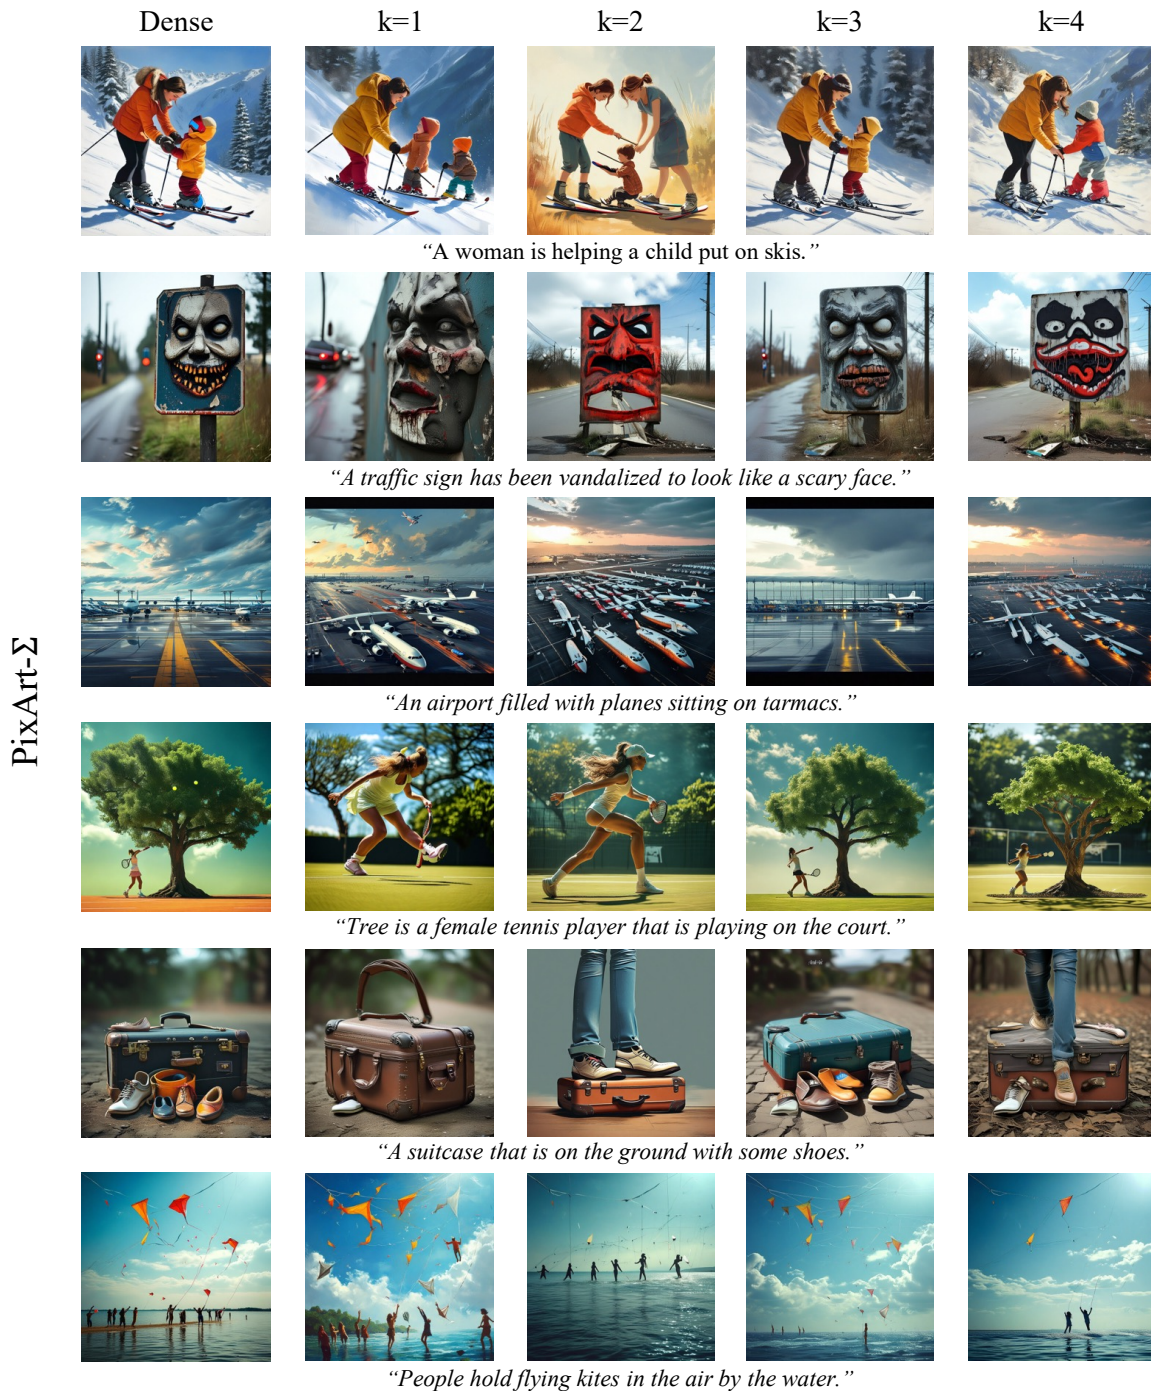 Dense k=1 k=2 k=3 k=4
“A woman is helping a child put on skis.”
“A traffic sign has been vandalized to look like a scary face.”
“An airport filled with planes sitting on tarmacs.”
PixArt-Σ
“Tree is a female tennis player that is playing on the court.”
“A suitcase that is on the ground with some shoes.”
“People hold flying kites in the air by the water.”